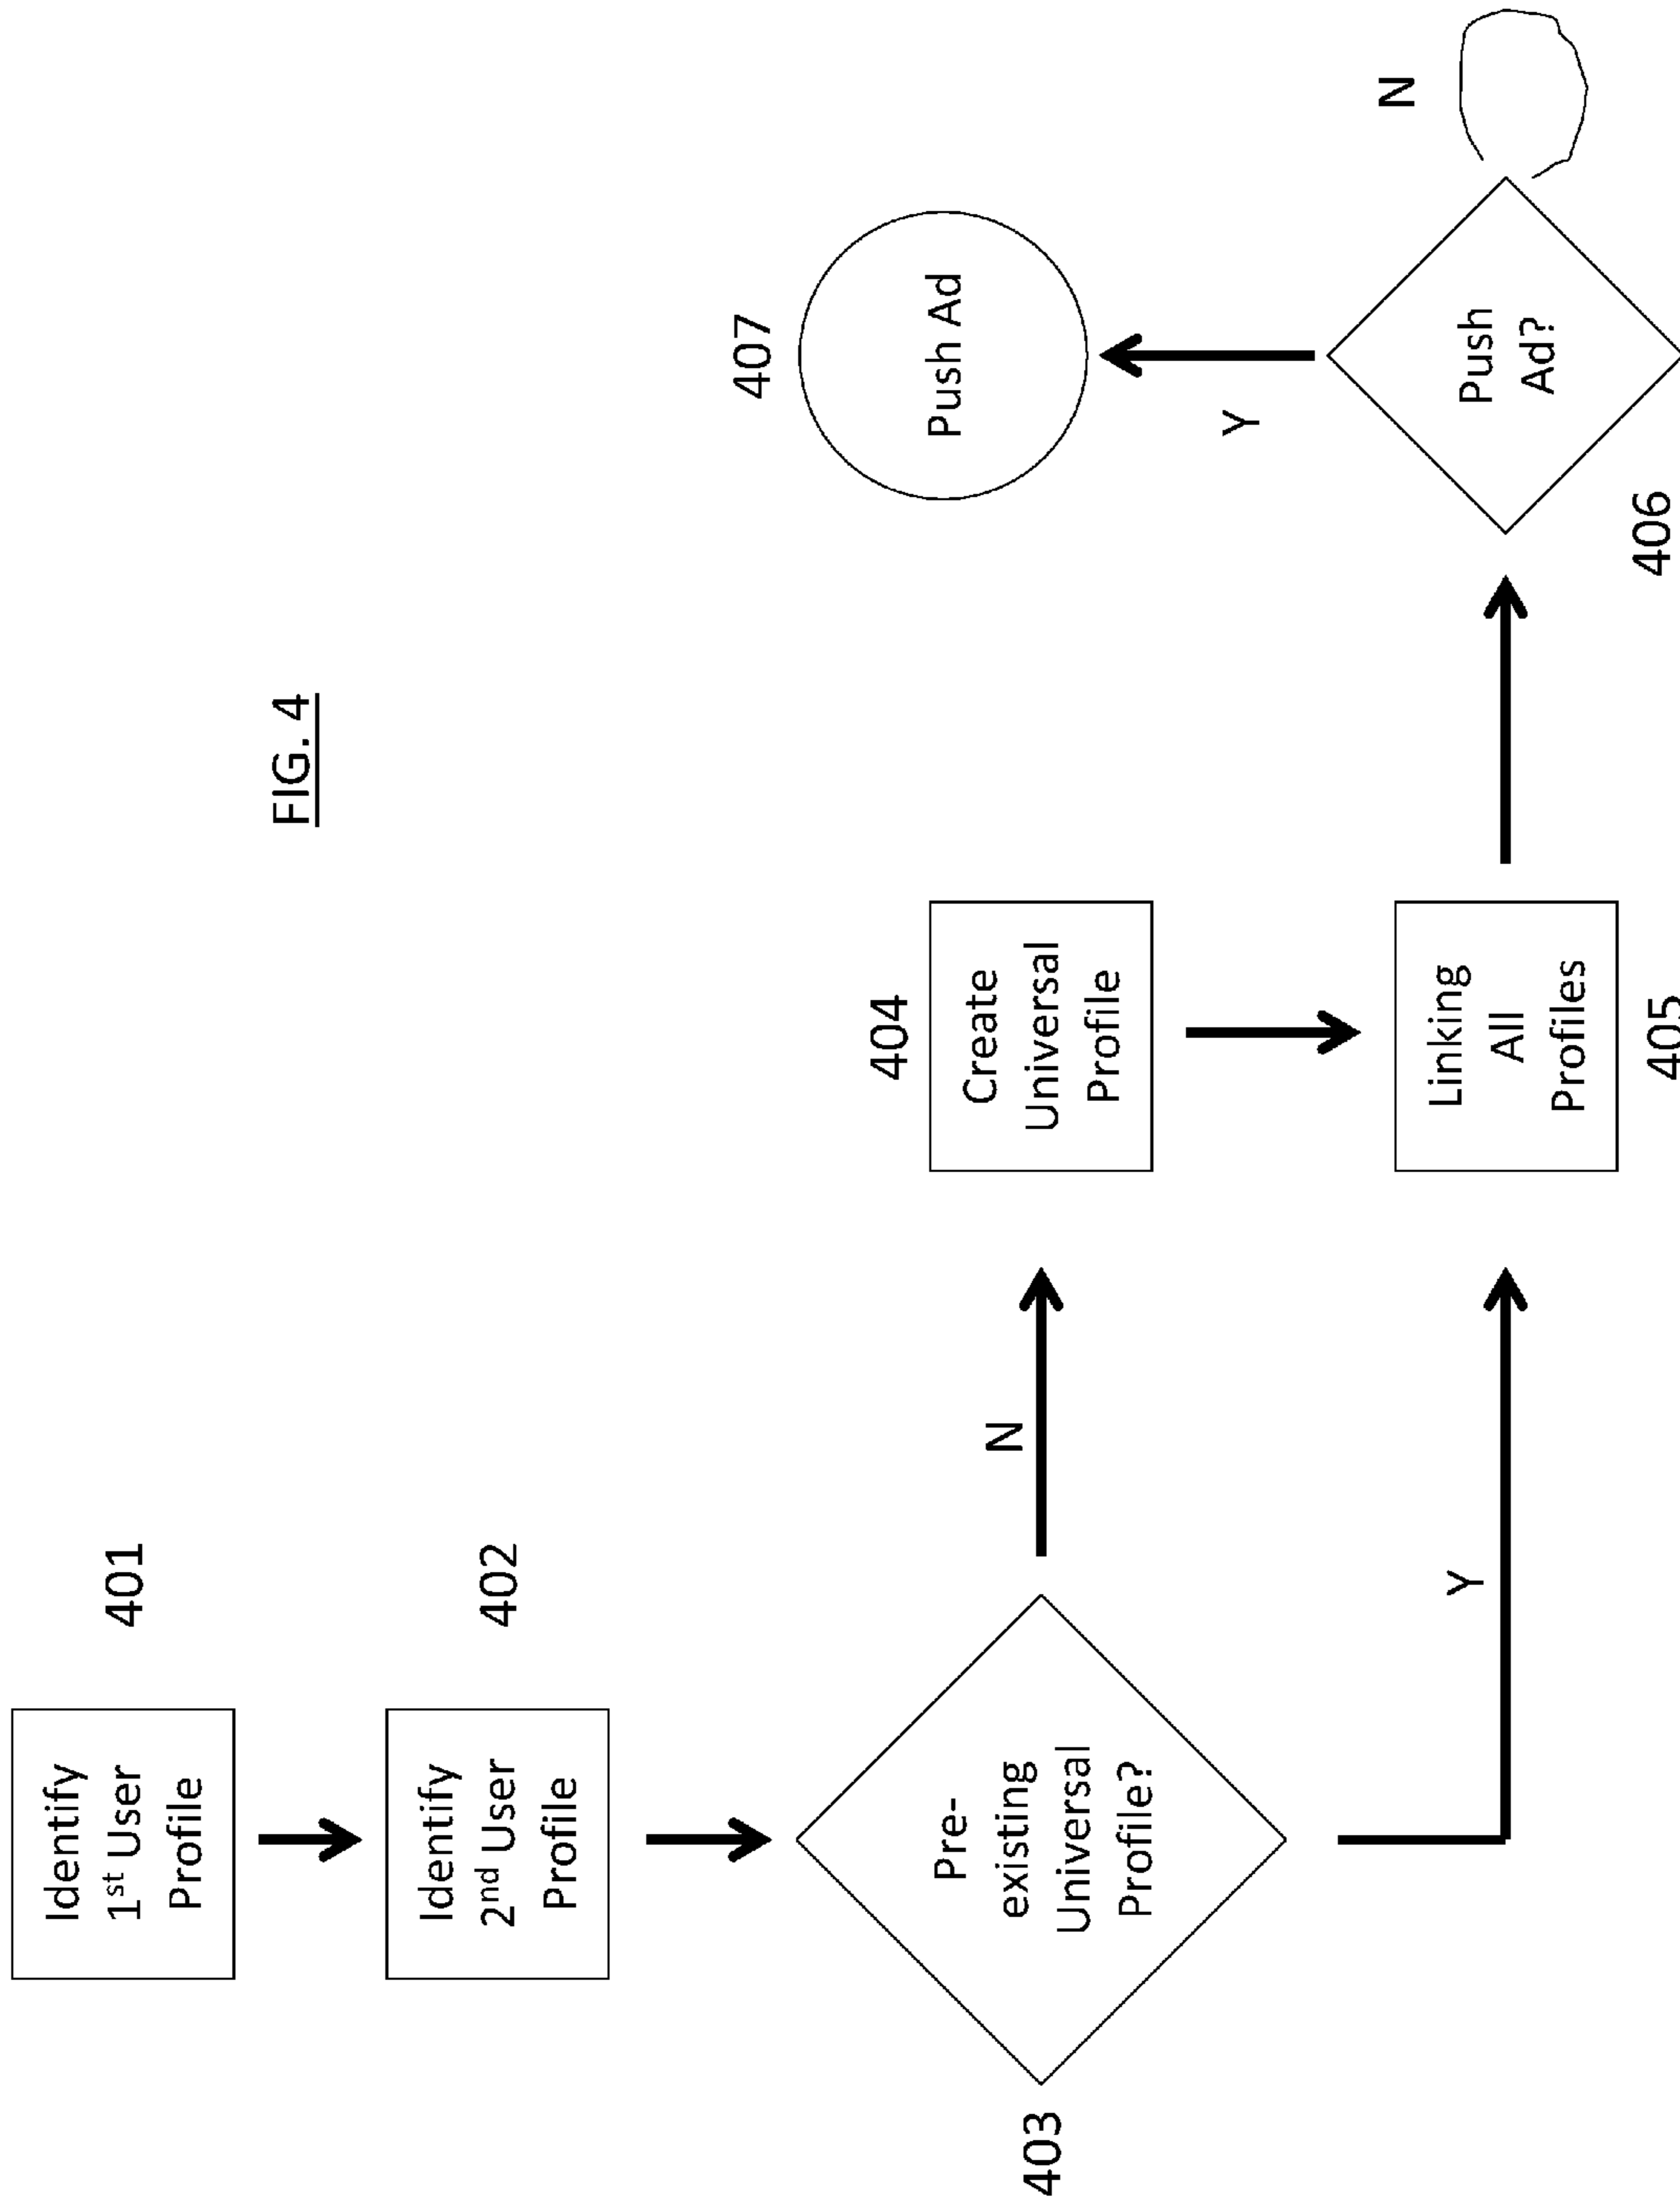 FIG. 4
Identify
1st User
Profile
401
Identify
2nd User
Profile
402
Pre-
existing
Universal
Profile?
403
N
Y
404
Create
Universal
Profile
Linking
All
Profiles
405
Push
Ad?
406
N
Y
407
Push Ad